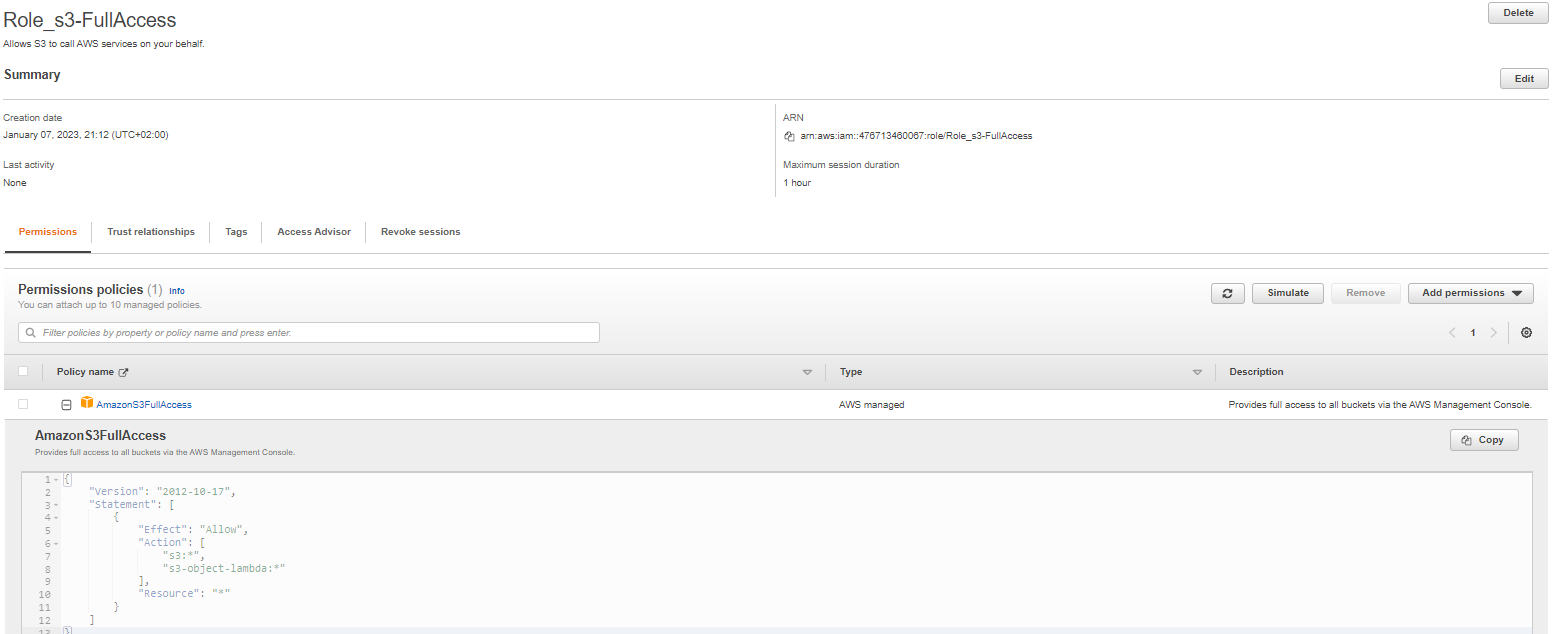 Role_s3-FullAccess
Delete
Allows S3 to call AWS services on your behalf.
Summary
Edit
Creation date
January 07, 2023, 21:12 (UTC+02:00)
ARN
arn:aws:iam::476713460067:role/Role_s3-FullAccess
Last activity
None
Maximum session duration
1 hour
Permissions Trust relationships Tags Access Advisor Revoke sessions
Permissions policies (1) Info
You can attach up to 10 managed policies.
Simulate Remove Add permissions
Filter policies by property or policy name and press enter.
1
Policy name Type Description
AmazonS3FullAccess AWS managed Provides full access to all buckets via the AWS Management Console.
AmazonS3FullAccess
Provides full access to all buckets via the AWS Management Console.
Copy
1 {
2 "Version": "2012-10-17",
3 "Statement": [
4 {
5 "Effect": "Allow",
6 "Action": [
7 "s3:*",
8 "s3-object-lambda:*"
9 ],
10 "Resource": "*"
11 }
12 ]
13 }